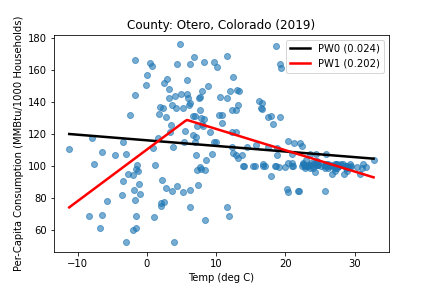 County: Otero, Colorado (2019)
Per-Capita Consumption (MMBtu/1000 Households)
180
160
140
120
100
80
60
PW0 (0.024)
PW1 (0.202)
−10 0 10 20 30
Temp (deg C)